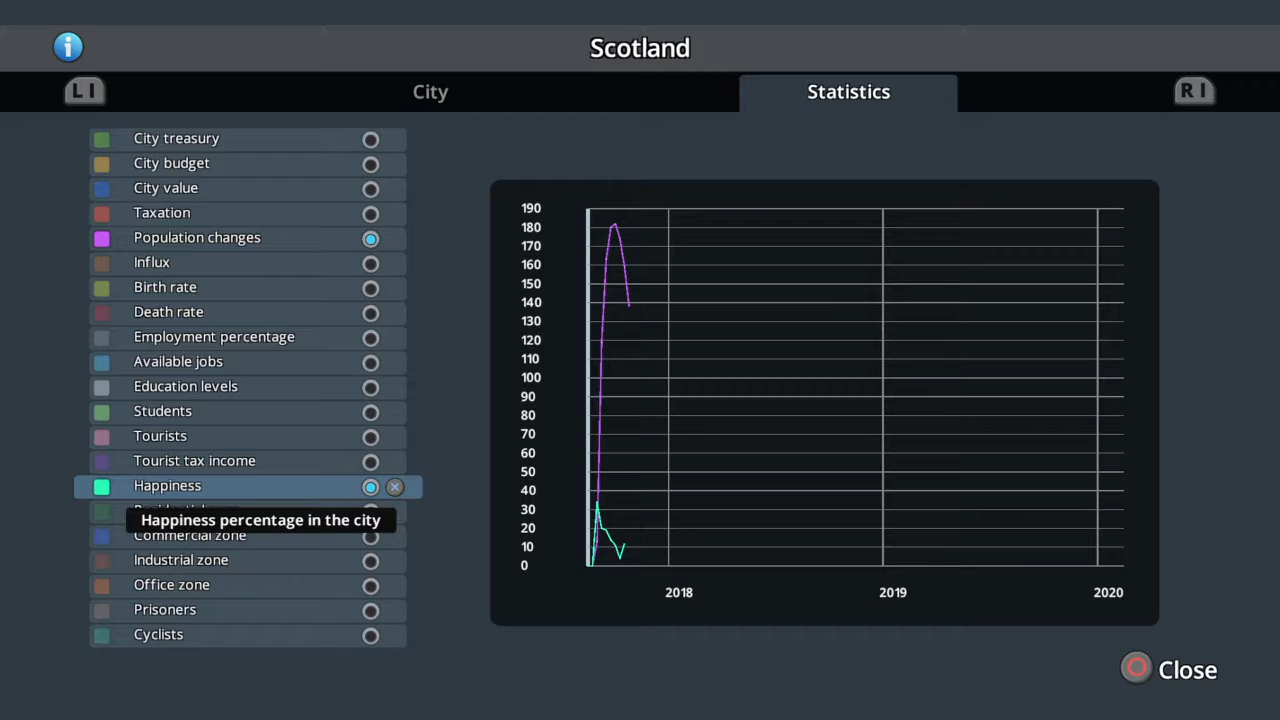 Scotland
L1
City
Statistics
R1
City treasury
City budget
City value
Taxation
Population changes
Influx
Birth rate
Death rate
Employment percentage
Available jobs
Education levels
Students
Tourists
Tourist tax income
Happiness
Happiness percentage in the city
Commercial zone
Industrial zone
Office zone
Prisoners
Cyclists
190
180
170
160
150
140
130
120
110
100
90
80
70
60
50
40
30
20
10
0
2018
2019
2020
Close